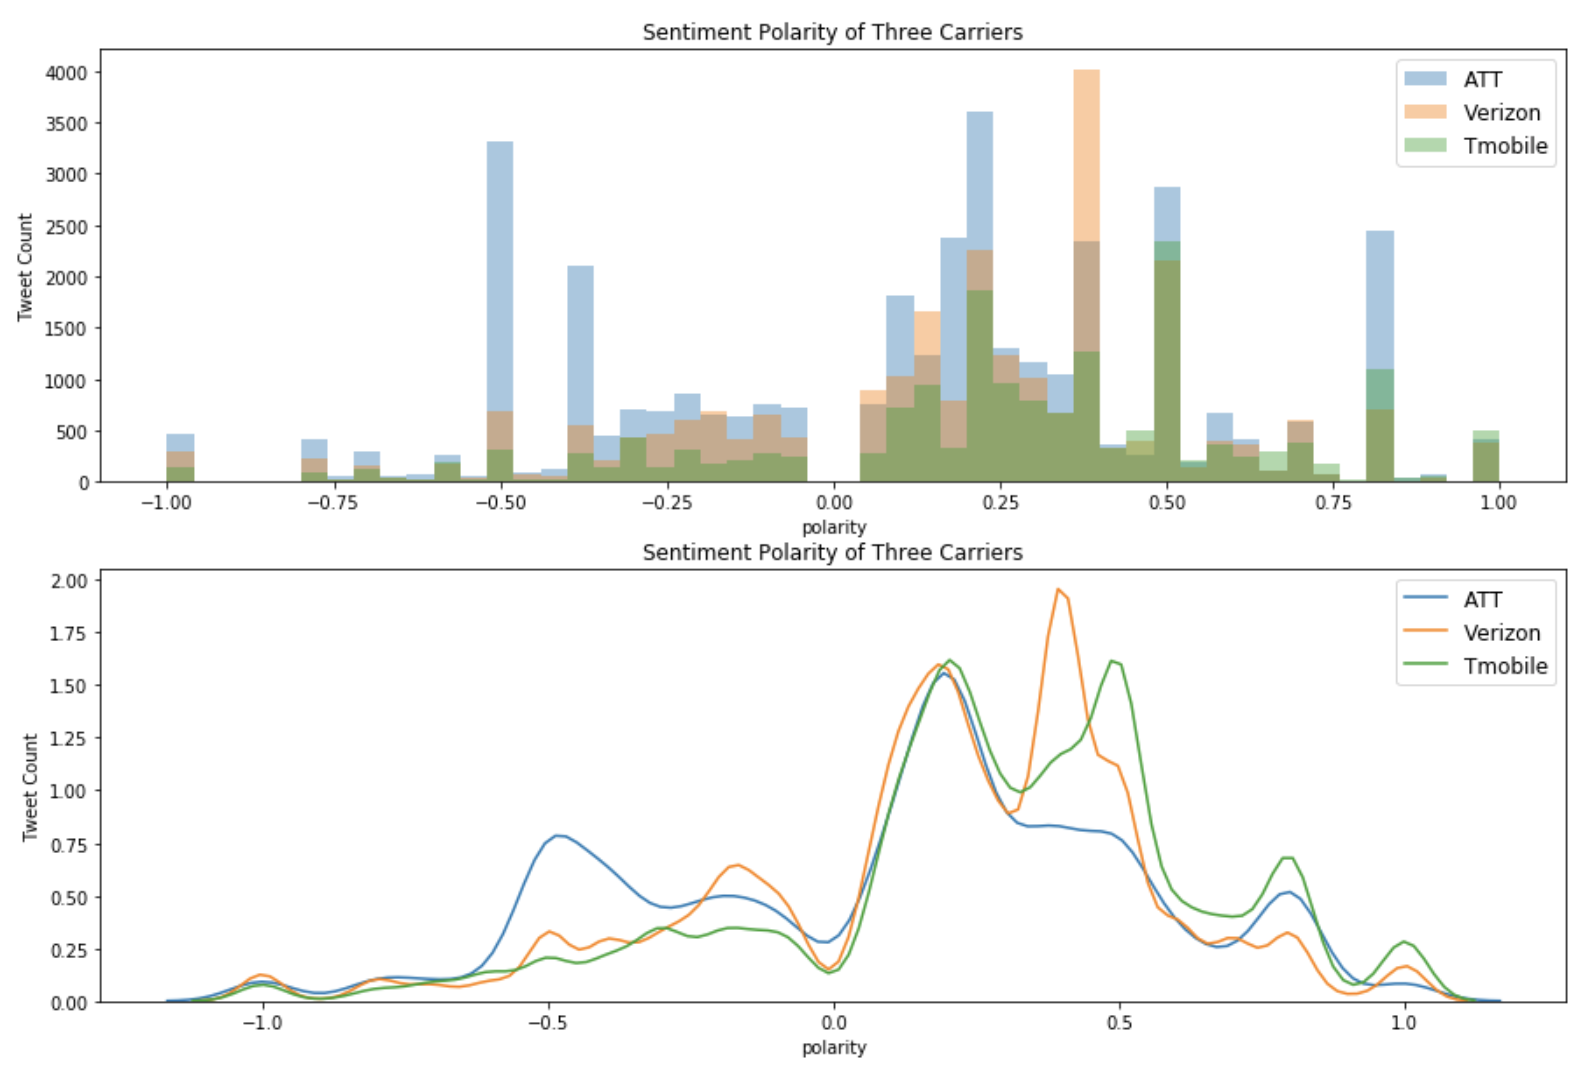 Sentiment Polarity of Three Carriers
4000
3500
3000
2500
2000
1500
1000
500
0
Tweet Count
ATT
Verizon
Tmobile
−1.00 −0.75 −0.50 −0.25 0.00 0.25 0.50 0.75 1.00
polarity
Sentiment Polarity of Three Carriers
2.00
1.75
1.50
1.25
1.00
0.75
0.50
0.25
0.00
Tweet Count
ATT
Verizon
Tmobile
−1.0 −0.5 0.0 0.5 1.0
polarity